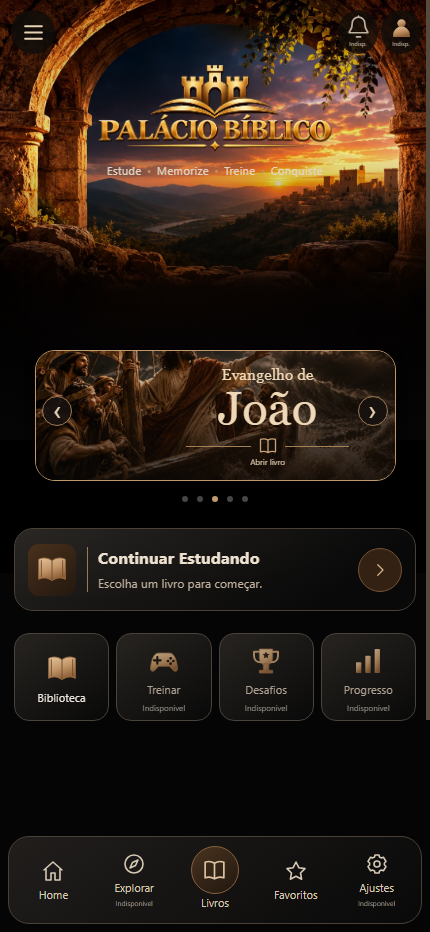 Indisp.
Indisp.
PALÁCIO BÍBLICO
Estude • Memorize • Treine • Conquiste
Evangelho de
João
Abrir livro
Continuar Estudando
Escolha um livro para começar.
Biblioteca
Treinar
Indisponível
Desafios
Indisponível
Progresso
Indisponível
Home
Explorar
Indisponível
Livros
Favoritos
Ajustes
Indisponível